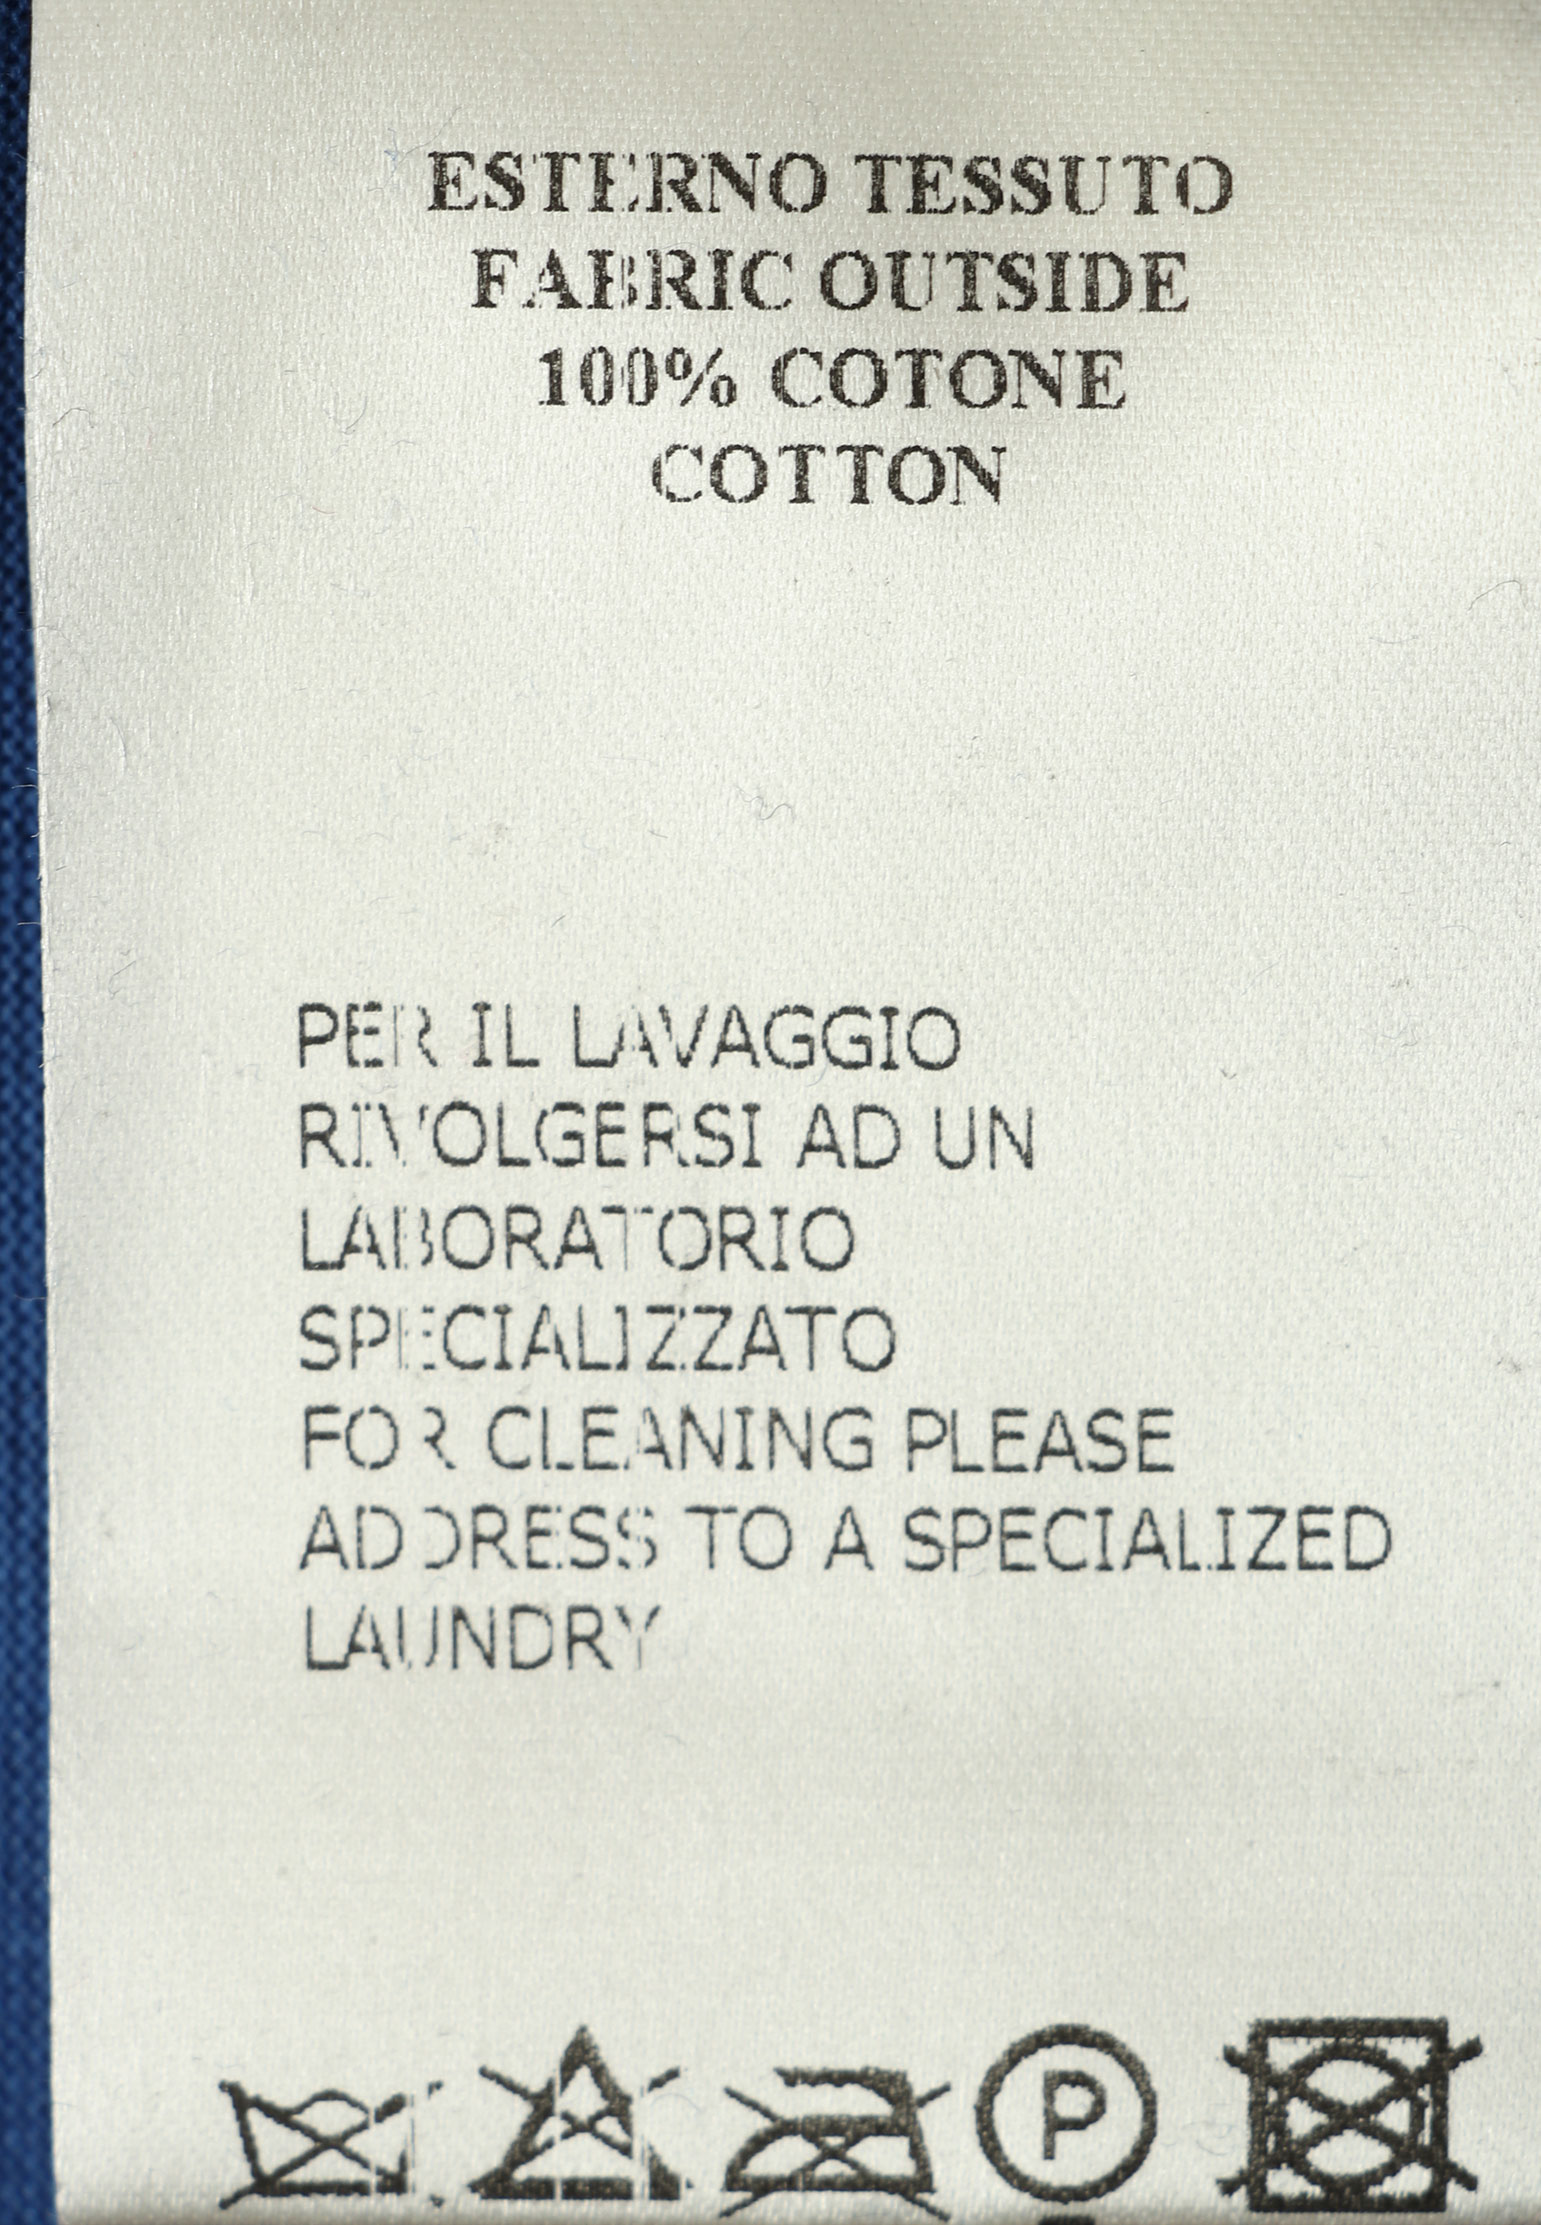 ESTERNO TESSUTO
FABRIC OUTSIDE
100% COTONE
COTTON
PER IL LAVAGGIO
RIVOLGERSI AD UN
LABORATORIO
SPECIALIZZATO
FOR CLEANING PLEASE
ADDRESS TO A SPECIALIZED
LAUNDRY
P